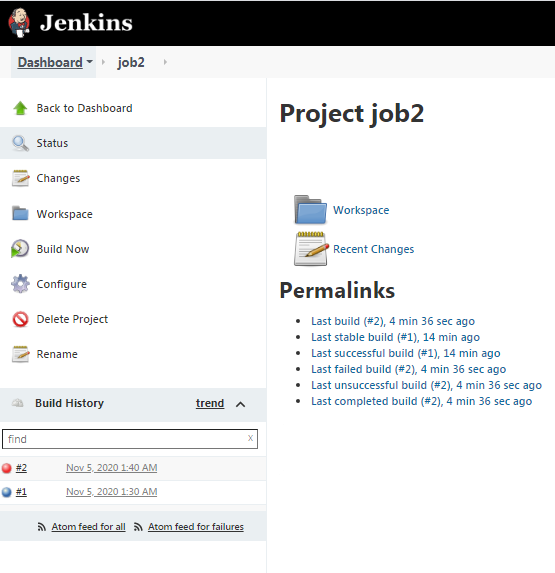 Jenkins
Dashboard job2
Back to Dashboard
Status
Changes
Workspace
Build Now
Configure
Delete Project
Rename
Build History trend
find x
#2 Nov 5, 2020 1:40 AM
#1 Nov 5, 2020 1:30 AM
Atom feed for all Atom feed for failures
Project job2
Workspace
Recent Changes
Permalinks
Last build (#2), 4 min 36 sec ago
Last stable build (#1), 14 min ago
Last successful build (#1), 14 min ago
Last failed build (#2), 4 min 36 sec ago
Last unsuccessful build (#2), 4 min 36 sec ago
Last completed build (#2), 4 min 36 sec ago